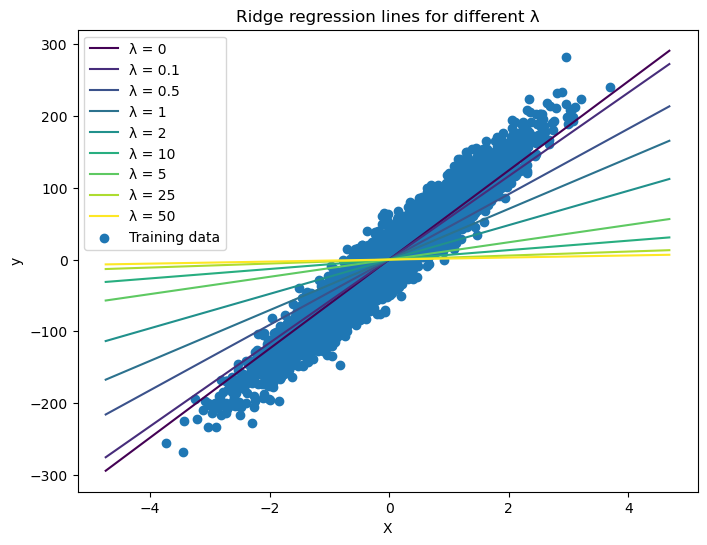 Ridge regression lines for different λ
300
200
100
0
−100
−200
−300
y
λ = 0
λ = 0.1
λ = 0.5
λ = 1
λ = 2
λ = 10
λ = 5
λ = 25
λ = 50
Training data
−4
−2
0
2
4
X